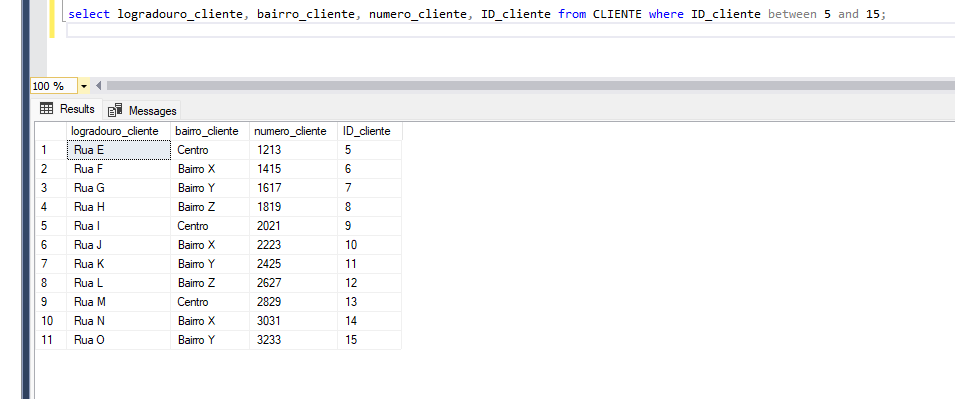 select logradouro_cliente, bairro_cliente, numero_cliente, ID_cliente from CLIENTE where ID_cliente between 5 and 15;
100 %
Results Messages
logradouro_cliente bairro_cliente numero_cliente ID_cliente
1 Rua E Centro 1213 5
2 Rua F Bairro X 1415 6
3 Rua G Bairro Y 1617 7
4 Rua H Bairro Z 1819 8
5 Rua I Centro 2021 9
6 Rua J Bairro X 2223 10
7 Rua K Bairro Y 2425 11
8 Rua L Bairro Z 2627 12
9 Rua M Centro 2829 13
10 Rua N Bairro X 3031 14
11 Rua O Bairro Y 3233 15